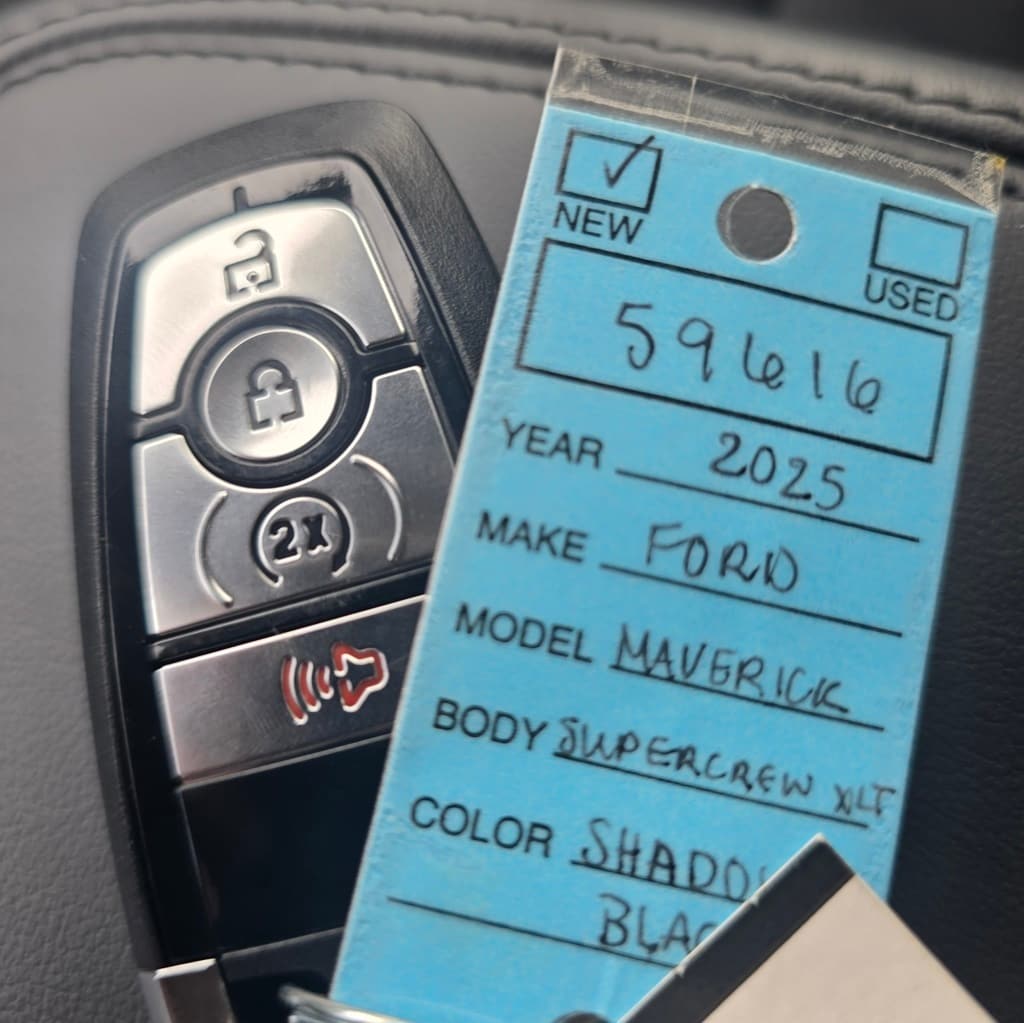 2X
NEW
USED
59616
YEAR 2025
MAKE FORD
MODEL MAVERICK
BODY SUPERCREW XLT
COLOR